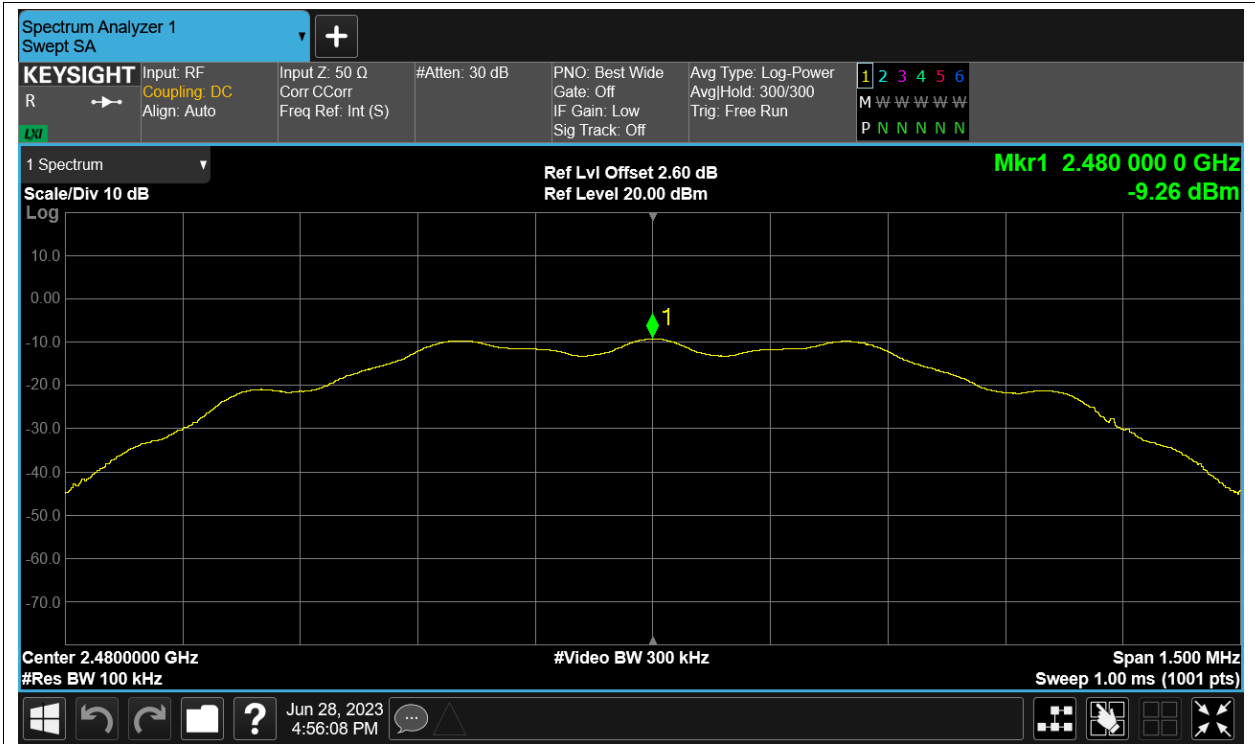 Spectrum Analyzer 1
Swept SA
KEYSIGHT
R
LXI
Input: RF
Coupling: DC
Align: Auto
Input Z: 50 Ω
Corr CCorr
Freq Ref: Int (S)
#Atten: 30 dB
PNO: Best Wide
Gate: Off
IF Gain: Low
Sig Track: Off
Avg Type: Log-Power
Avg|Hold: 300/300
Trig: Free Run
1 2 3 4 5 6
M W W W W W
P N N N N N
1 Spectrum
Scale/Div 10 dB
Ref Lvl Offset 2.60 dB
Ref Level 20.00 dBm
Mkr1 2.480 000 0 GHz
-9.26 dBm
Log
10.0
0.00
-10.0
-20.0
-30.0
-40.0
-50.0
-60.0
-70.0
1
Center 2.4800000 GHz
#Video BW 300 kHz
Span 1.500 MHz
#Res BW 100 kHz
Sweep 1.00 ms (1001 pts)
?
Jun 28, 2023
4:56:08 PM